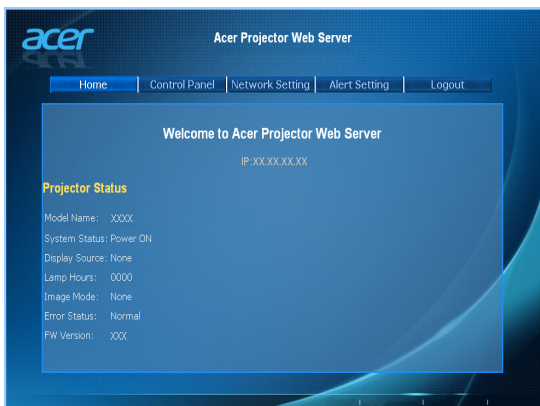 acer
Acer Projector Web Server
Home Control Panel Network Setting Alert Setting Logout
Welcome to Acer Projector Web Server
IP:XX.XX.XX.XX
Projector Status
Model Name: XXXX
System Status: Power ON
Display Source: None
Lamp Hours: 0000
Image Mode: None
Error Status: Normal
FW Version: XXX